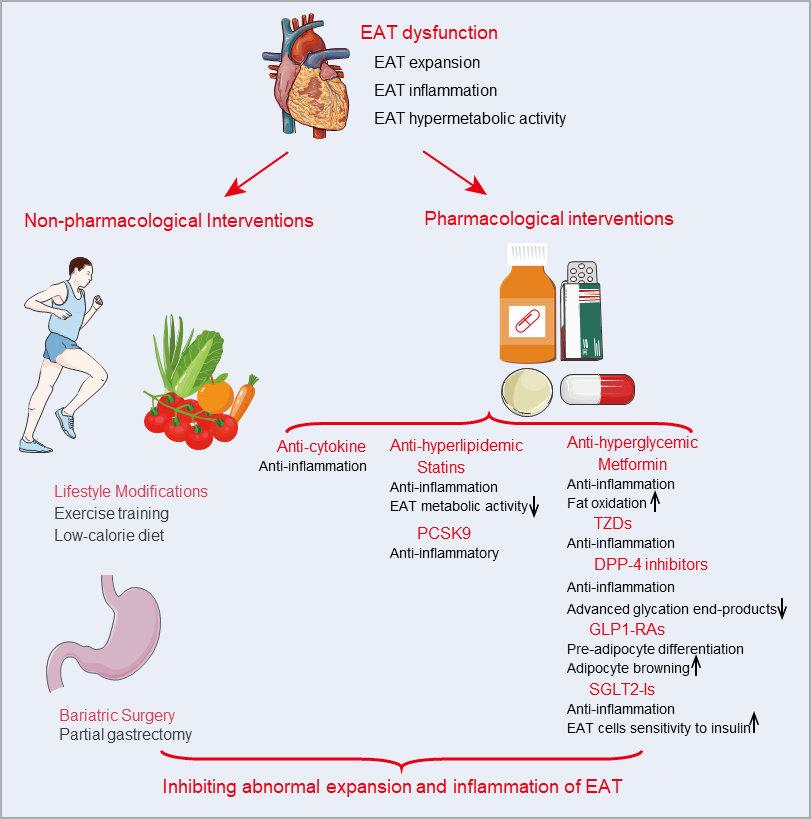 EAT dysfunction
EAT expansion
EAT inflammation
EAT hypermetabolic activity
Non-pharmacological Interventions
Pharmacological interventions
Lifestyle Modifications
Exercise training
Low-calorie diet
Bariatric Surgery
Partial gastrectomy
Anti-cytokine
Anti-inflammation
Anti-hyperlipidemic
Statins
Anti-inflammation
EAT metabolic activity↓
PCSK9
Anti-inflammatory
Anti-hyperglycemic
Metformin
Anti-inflammation
Fat oxidation↑
TZDs
Anti-inflammation
DPP-4 inhibitors
Anti-inflammation
Advanced glycation end-products↓
GLP1-RAs
Pre-adipocyte differentiation
Adipocyte browning↑
SGLT2-Is
Anti-inflammation
EAT cells sensitivity to insulin↑
Inhibiting abnormal expansion and inflammation of EAT